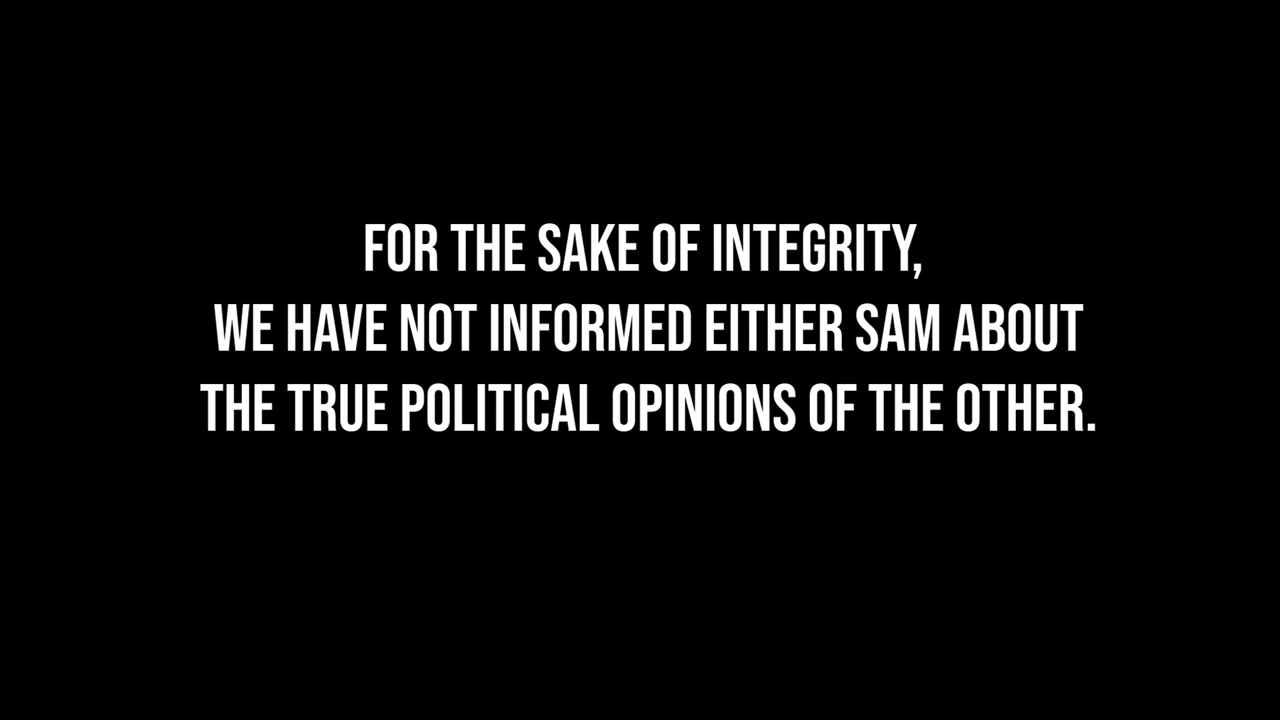 FOR THE SAKE OF INTEGRITY,
WE HAVE NOT INFORMED EITHER SAM ABOUT
THE TRUE POLITICAL OPINIONS OF THE OTHER.